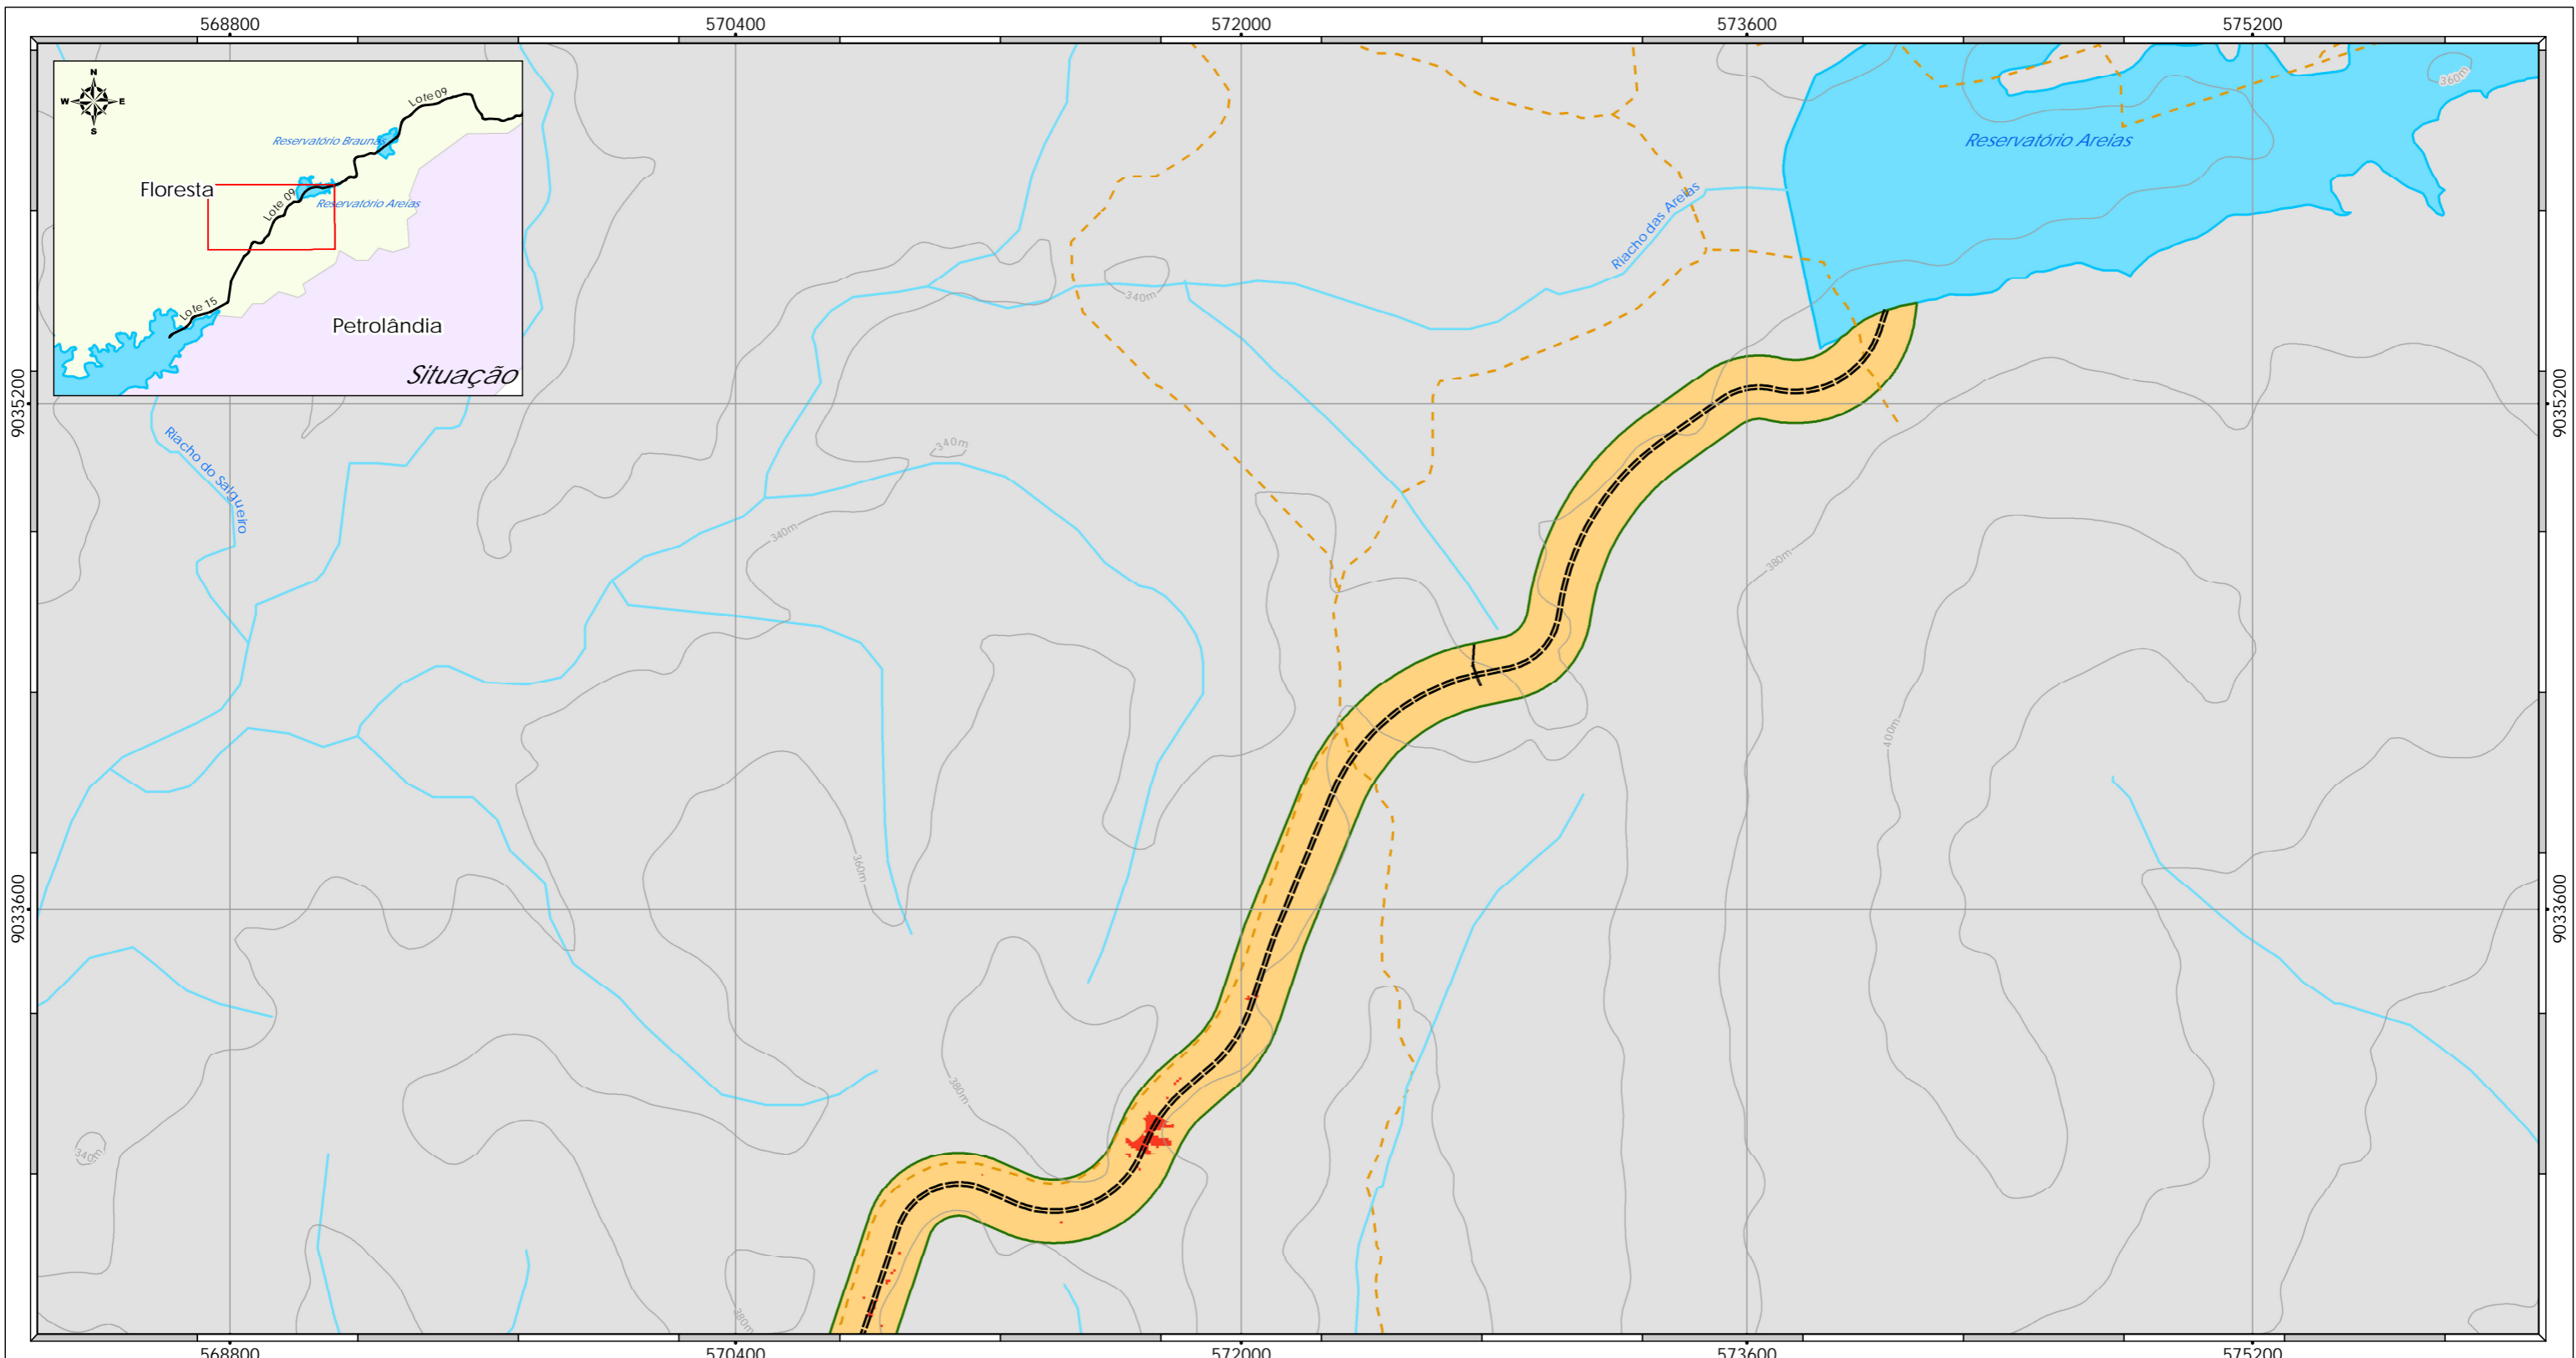 568800
570400
572000
573600
575200
N
W
E
S
Lote 09
Reservatório Braunas
Floresta
Lote 09
Reservatório Areias
Lote 15
Petrolândia
Situação
360m
Reservatório Areias
Riacho das Areias
340m
9035200
9035200
Riacho do Salgueiro
340m
340m
380m
400m
360m
9033600
9033600
380m
340m
380m
568800
570400
572000
573600
575200